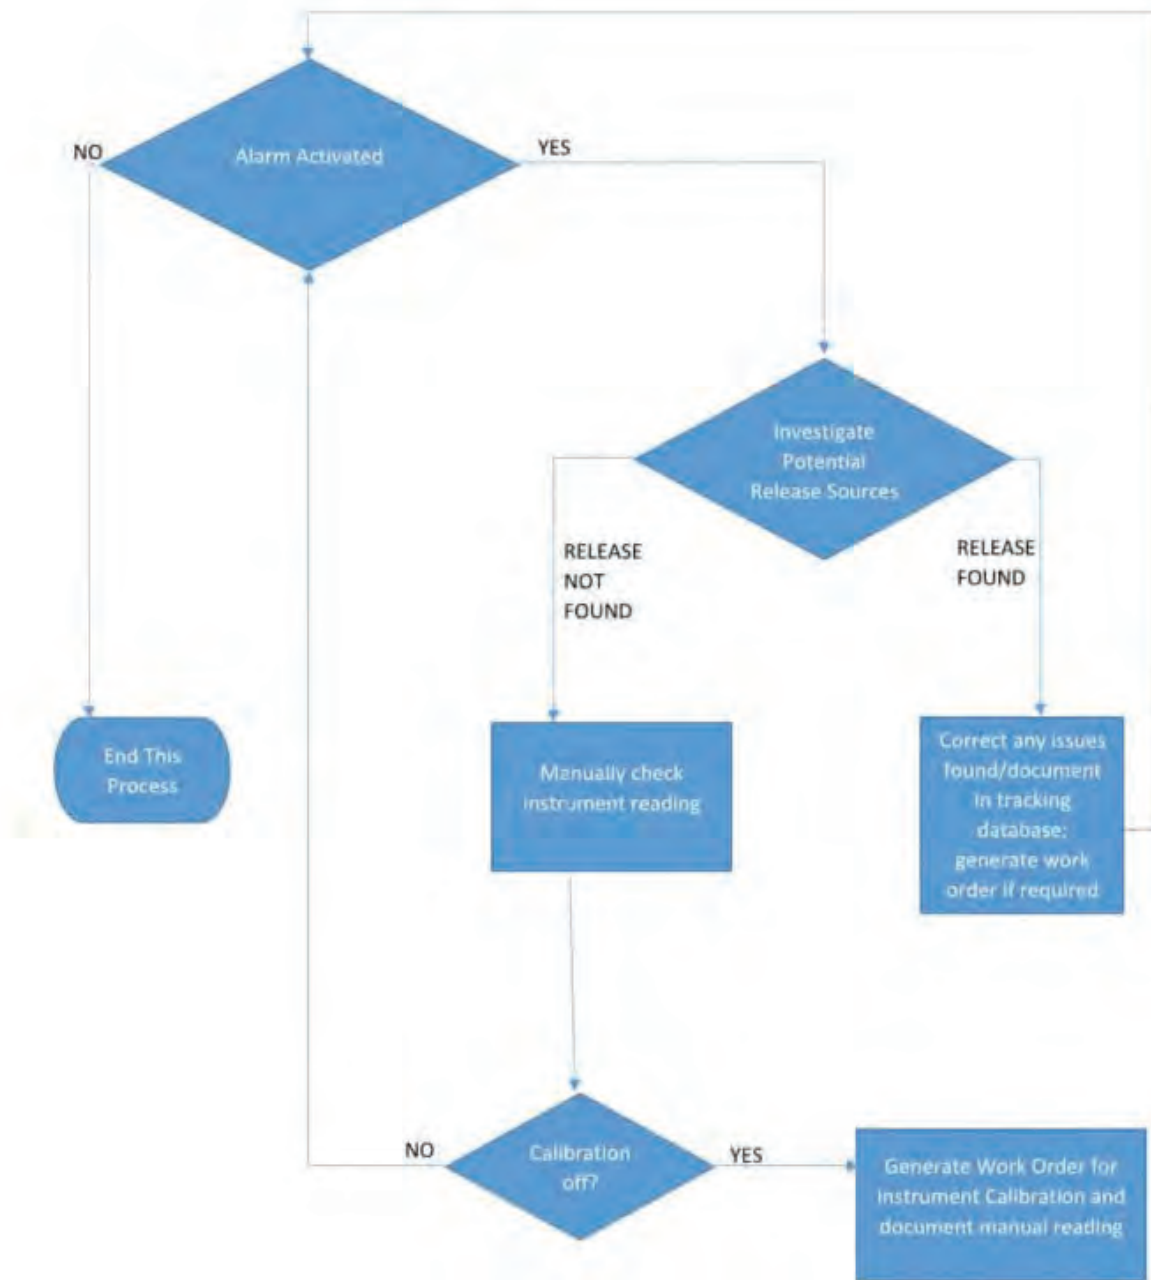 NO
Alarm Activated
YES
Investigate
Potential
Release Sources
RELEASE
NOT
FOUND
RELEASE
FOUND
End This
Process
Manually check
instrument reading
Correct any issues
found/document
in tracking
database;
generate work
order if required
NO
Calibration
off?
YES
Generate Work Order for
instrument Calibration and
document manual reading